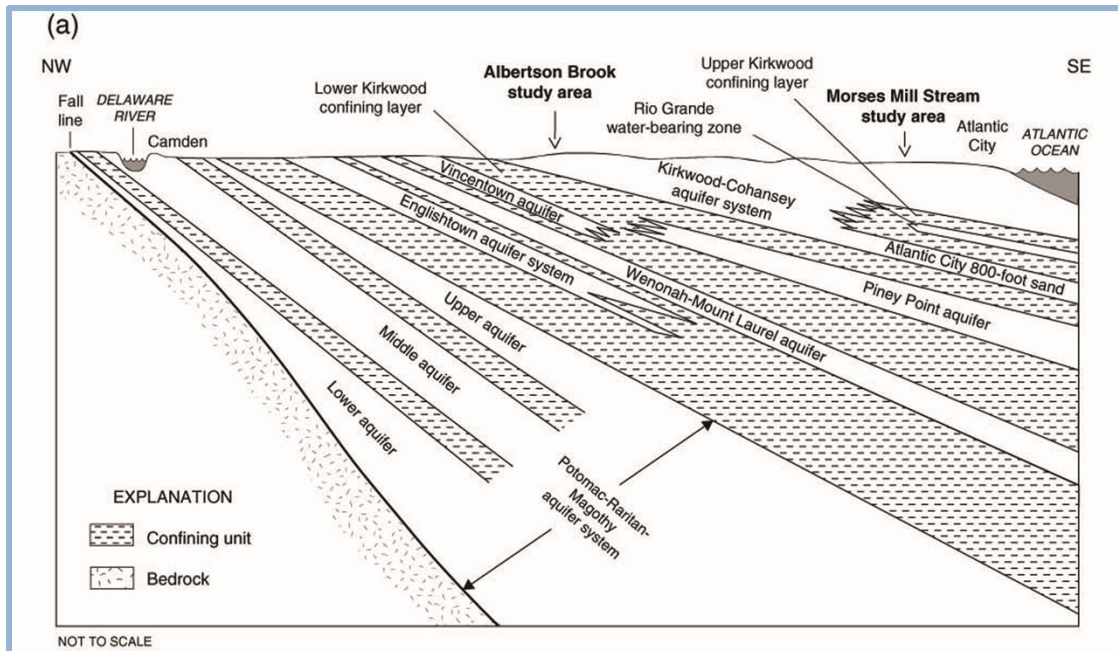 (a)
NW
SE
Fall
line
DELAWARE
RIVER
Camden
Lower Kirkwood
confining layer
Albertson Brook
study area
Upper Kirkwood
confining layer
Rio Grande
water-bearing zone
Morses Mill Stream
study area
Atlantic
City
ATLANTIC
OCEAN
Vincentown aquifer
Kirkwood-Cohansey
aquifer system
Englishtown aquifer system
Atlantic City 800-foot sand
Wenonah-Mount Laurel aquifer
Piney Point aquifer
Upper aquifer
Middle aquifer
Lower aquifer
Potomac-Raritan-
Magothy
aquifer system
EXPLANATION
Confining unit
Bedrock
NOT TO SCALE